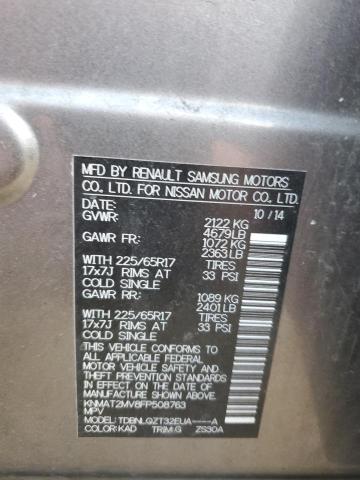 MFD BY RENAULT SAMSUNG MOTORS
CO., LTD. FOR NISSAN MOTOR CO., LTD.
DATE: 10/14
GVWR: 2122 KG
4679LB
GAWR FR: 1072 KG
2363 LB
WITH 225/65R17 TIRES
17x7J RIMS AT 33 PSI
COLD SINGLE
GAWR RR: 1089 KG
2401 LB
WITH 225/65R17 TIRES
17x7J RIMS AT 33 PSI
COLD SINGLE
THIS VEHICLE CONFORMS TO ALL APPLICABLE FEDERAL
MOTOR VEHICLE SAFETY AND THEFT PREVENTION STANDARDS
IN EFFECT ON THE
DATE OF MANUFACTURE SHOWN ABOVE.
KNMAT2MV8FP508763
MPV
MODEL: TDBNLQZT32EUA----A
COLOR: KAD TRIM:G ZS30A